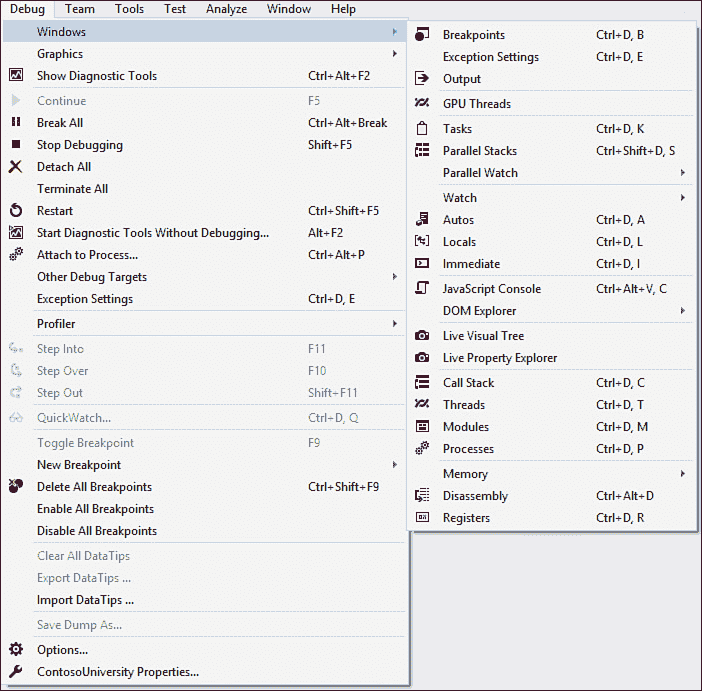 Debug Team Tools Test Analyze Window Help
Windows
Graphics
Show Diagnostic Tools Ctrl+Alt+F2
Continue F5
Break All Ctrl+Alt+Break
Stop Debugging Shift+F5
Detach All
Terminate All
Restart Ctrl+Shift+F5
Start Diagnostic Tools Without Debugging... Alt+F2
Attach to Process... Ctrl+Alt+P
Other Debug Targets
Exception Settings Ctrl+D, E
Profiler
Step Into F11
Step Over F10
Step Out Shift+F11
QuickWatch... Ctrl+D, Q
Toggle Breakpoint F9
New Breakpoint
Delete All Breakpoints Ctrl+Shift+F9
Enable All Breakpoints
Disable All Breakpoints
Clear All DataTips
Export DataTips ...
Import DataTips ...
Save Dump As...
Options...
ContosoUniversity Properties...
Breakpoints Ctrl+D, B
Exception Settings Ctrl+D, E
Output
GPU Threads
Tasks Ctrl+D, K
Parallel Stacks Ctrl+Shift+D, S
Parallel Watch
Watch
Autos Ctrl+D, A
Locals Ctrl+D, L
Immediate Ctrl+D, I
JavaScript Console Ctrl+Alt+V, C
DOM Explorer
Live Visual Tree
Live Property Explorer
Call Stack Ctrl+D, C
Threads Ctrl+D, T
Modules Ctrl+D, M
Processes Ctrl+D, P
Memory
Disassembly Ctrl+Alt+D
Registers Ctrl+D, R